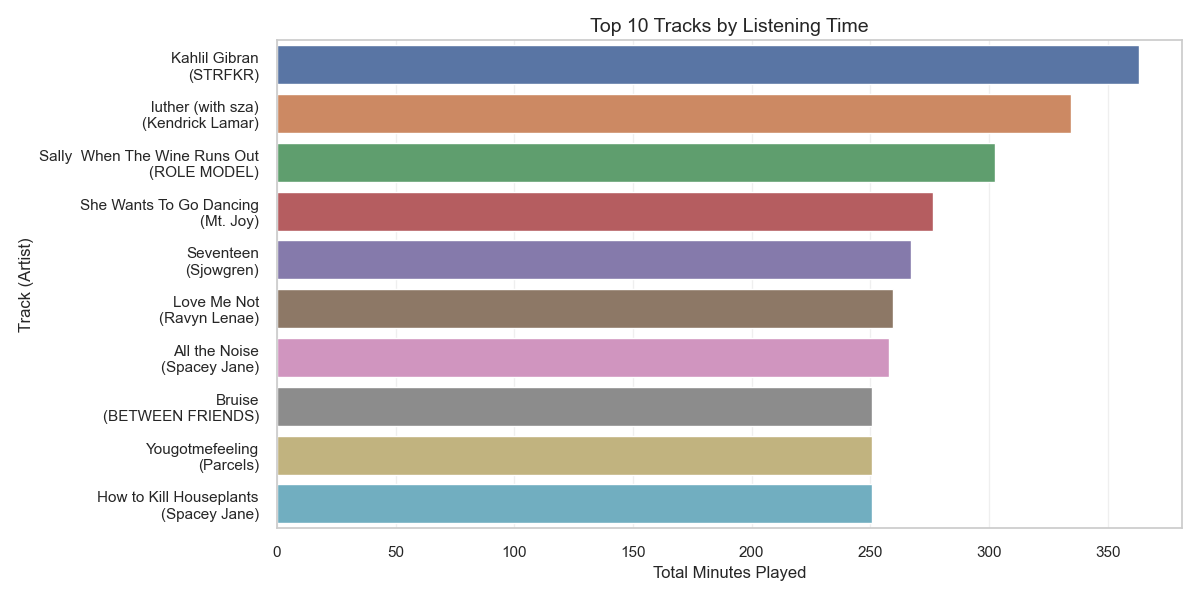 Top 10 Tracks by Listening Time
Track (Artist)
Kahlil Gibran
(STRFKR)
luther (with sza)
(Kendrick Lamar)
Sally  When The Wine Runs Out
(ROLE MODEL)
She Wants To Go Dancing
(Mt. Joy)
Seventeen
(Sjowgren)
Love Me Not
(Ravyn Lenae)
All the Noise
(Spacey Jane)
Bruise
(BETWEEN FRIENDS)
Yougotmefeeling
(Parcels)
How to Kill Houseplants
(Spacey Jane)
0 50 100 150 200 250 300 350
Total Minutes Played